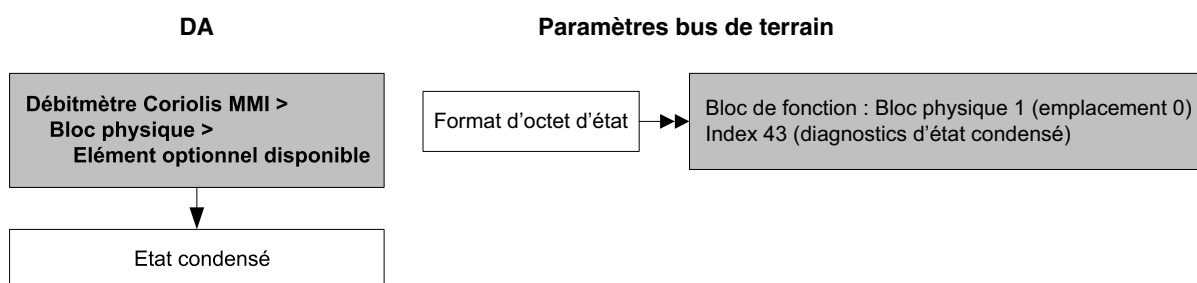 DA
Paramètres bus de terrain
Débitmètre Coriolis MMI >
Bloc physique >
Elément optionnel disponible
Etat condensé
Format d'octet d'état
Bloc de fonction : Bloc physique 1 (emplacement 0)
Index 43 (diagnostics d'état condensé)